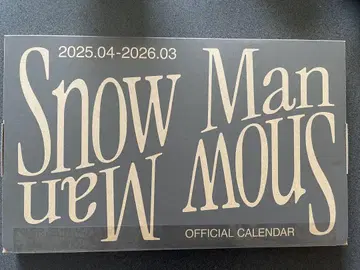 2025.04-2026.03
Snow Man
Snow Man
OFFICIAL CALENDAR